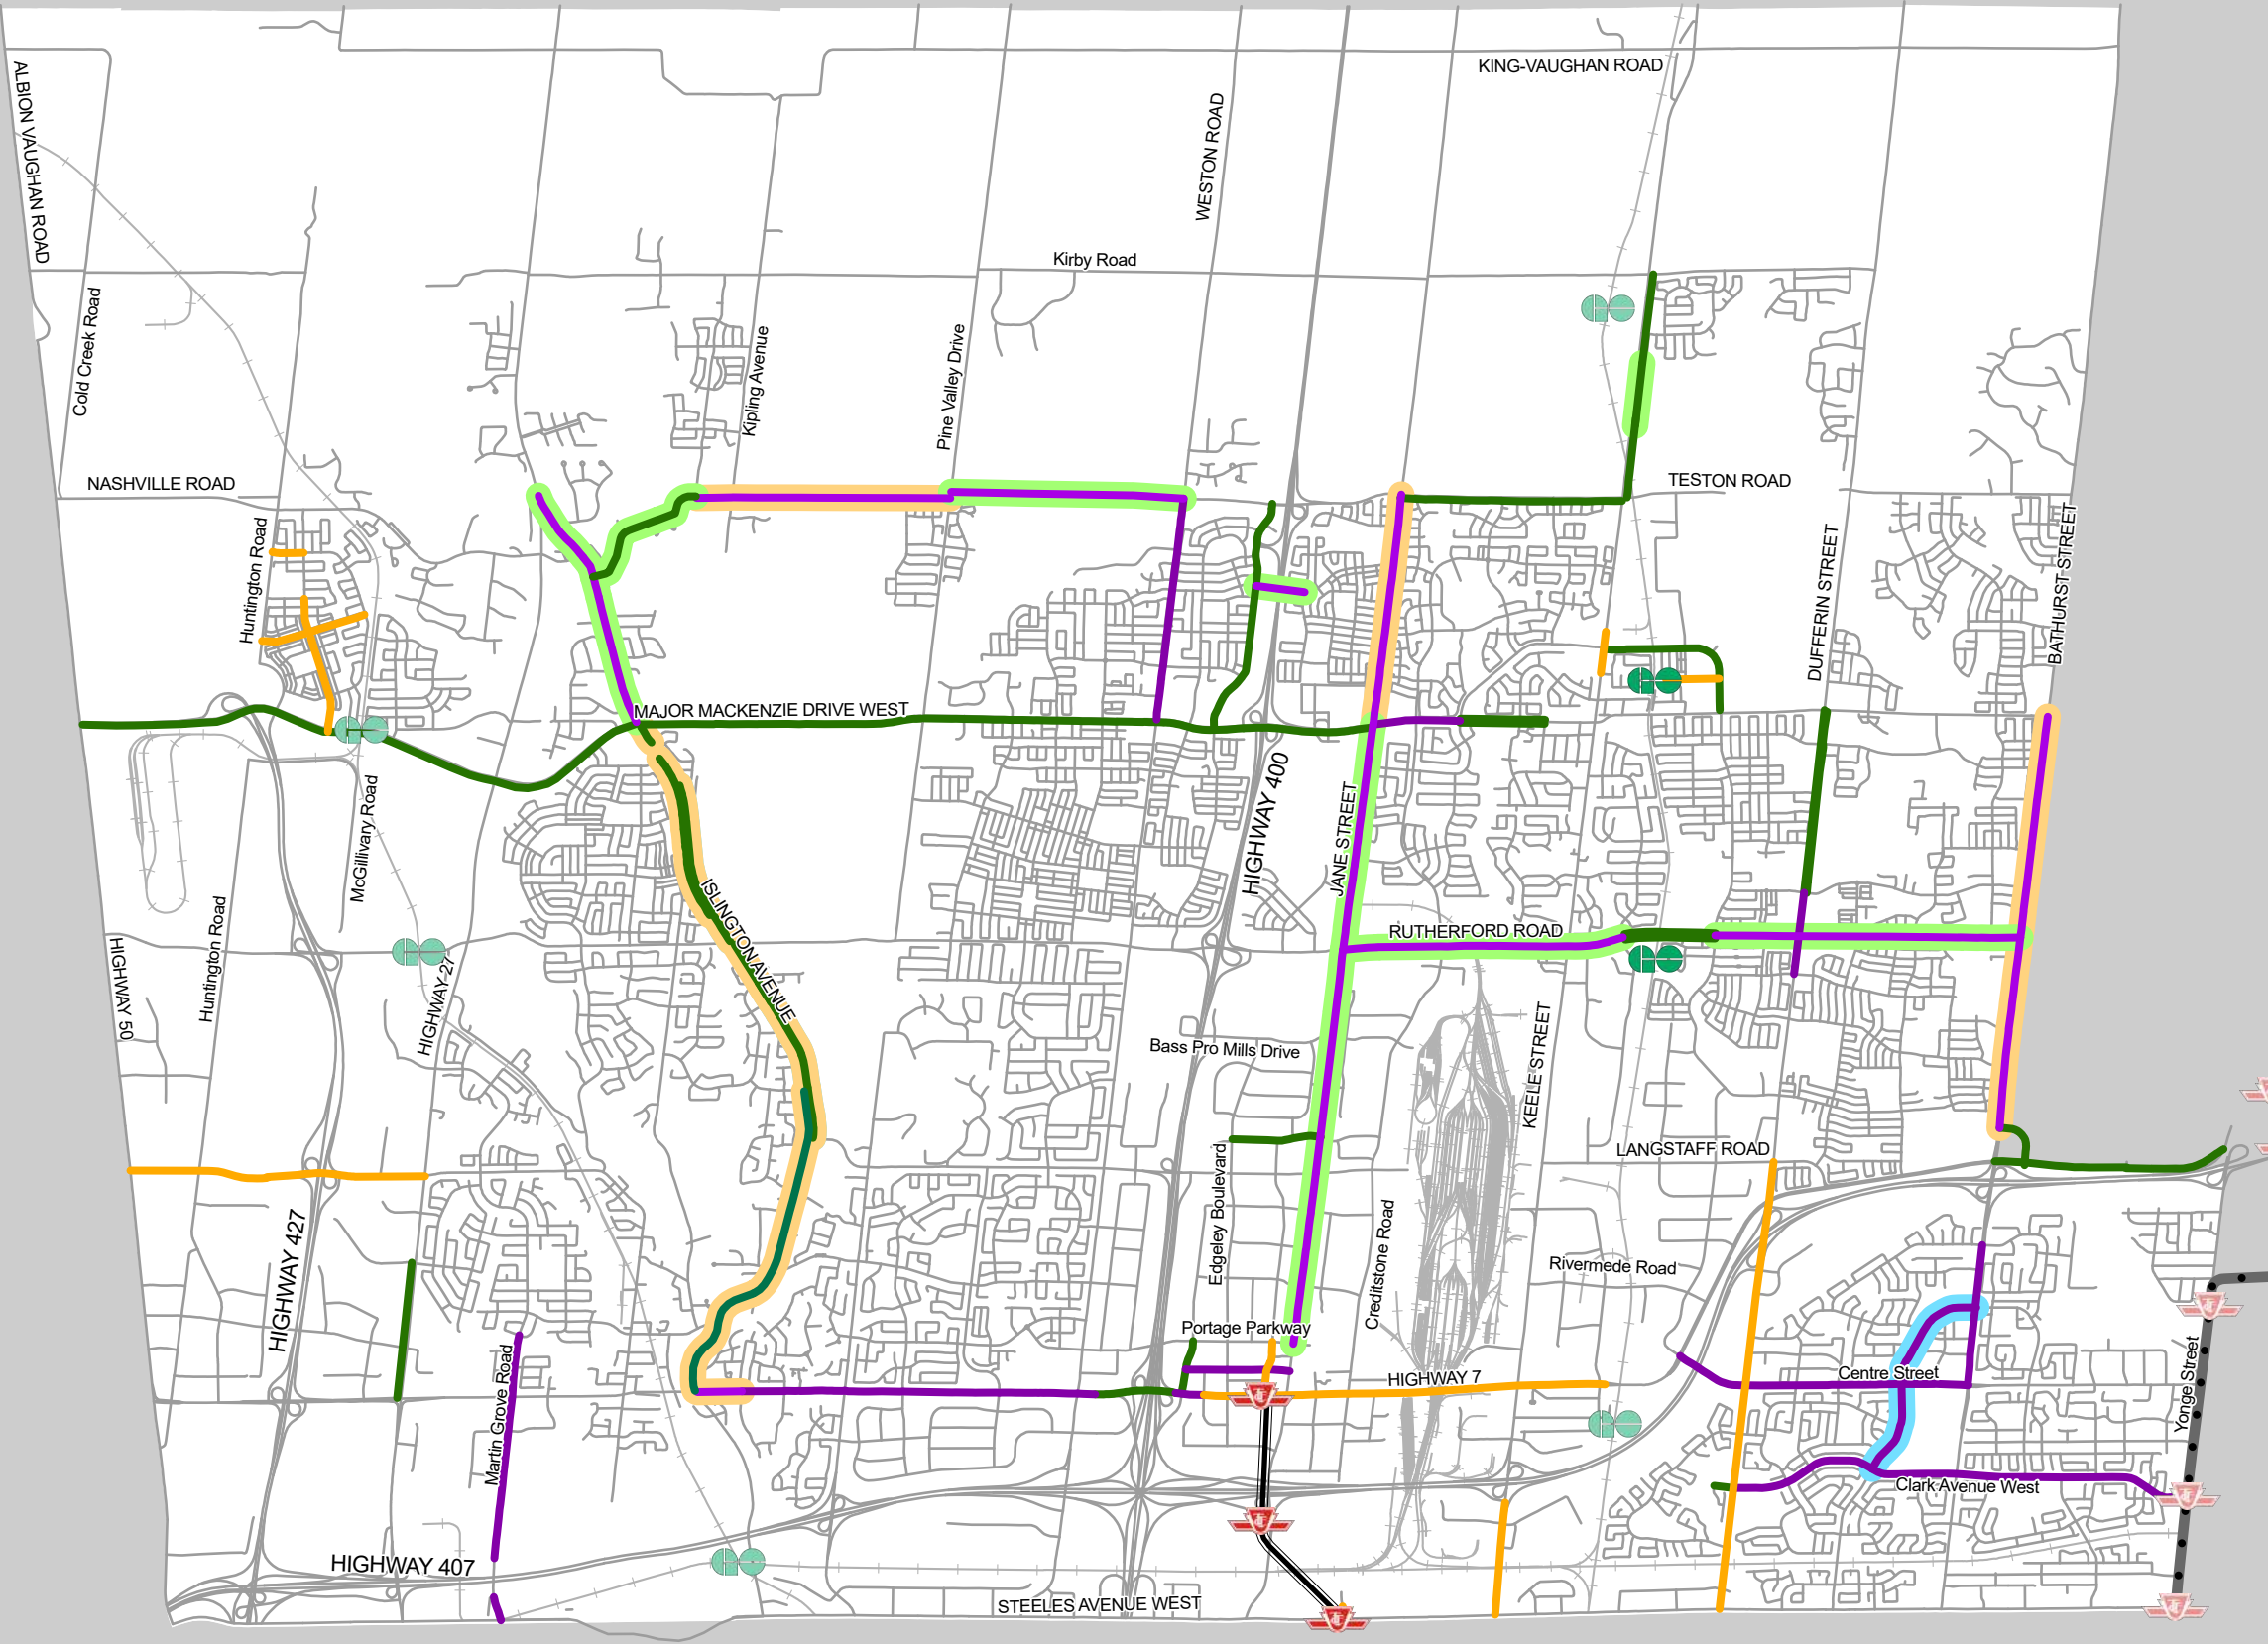 KING-VAUGHAN ROAD
ALBION VAUGHAN ROAD
WESTON ROAD
Kirby Road
Cold Creek Road
Kipling Avenue
Pine Valley Drive
NASHVILLE ROAD
TESTON ROAD
Huntington Road
DUFFERIN STREET
BATHURST STREET
MAJOR MACKENZIE DRIVE WEST
HIGHWAY 400
JANE STREET
McGillivary Road
ISLINGTON AVENUE
RUTHERFORD ROAD
Huntington Road
HIGHWAY 50
HIGHWAY 27
Bass Pro Mills Drive
KEELE STREET
LANGSTAFF ROAD
Edgeley Boulevard
Creditstone Road
HIGHWAY 427
Rivermede Road
Portage Parkway
Martin Grove Road
HIGHWAY 7
Centre Street
Yonge Street
Clark Avenue West
HIGHWAY 407
STEELES AVENUE WEST